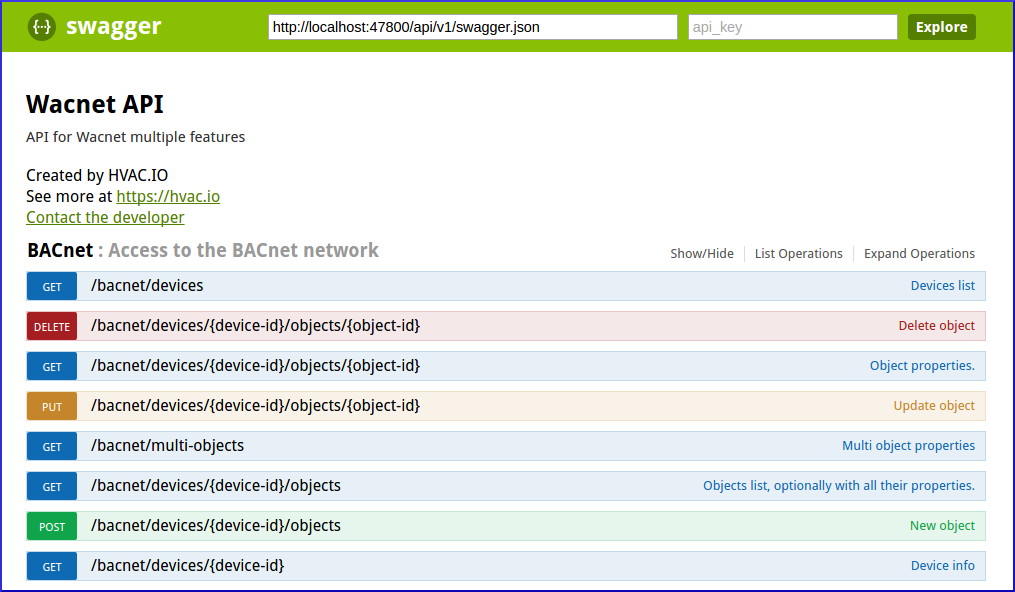 {···} swagger http://localhost:47800/api/v1/swagger.json api_key Explore
Wacnet API
API for Wacnet multiple features
Created by HVAC.IO
See more at https://hvac.io
Contact the developer
BACnet : Access to the BACnet network Show/Hide List Operations Expand Operations
GET /bacnet/devices Devices list
DELETE /bacnet/devices/{device-id}/objects/{object-id} Delete object
GET /bacnet/devices/{device-id}/objects/{object-id} Object properties.
PUT /bacnet/devices/{device-id}/objects/{object-id} Update object
GET /bacnet/multi-objects Multi object properties
GET /bacnet/devices/{device-id}/objects Objects list, optionally with all their properties.
POST /bacnet/devices/{device-id}/objects New object
GET /bacnet/devices/{device-id} Device info